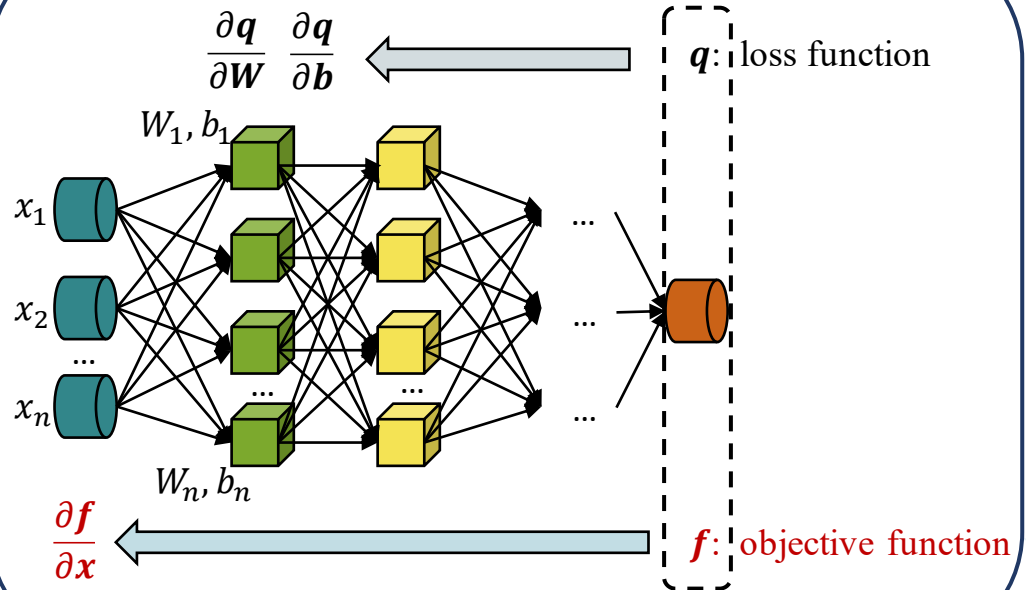 ∂q/∂W ∂q/∂b
q: loss function
W₁, b₁
x₁
...
x₂
...
...
xₙ
...
...
...
Wₙ, bₙ
∂f/∂x
f: objective function